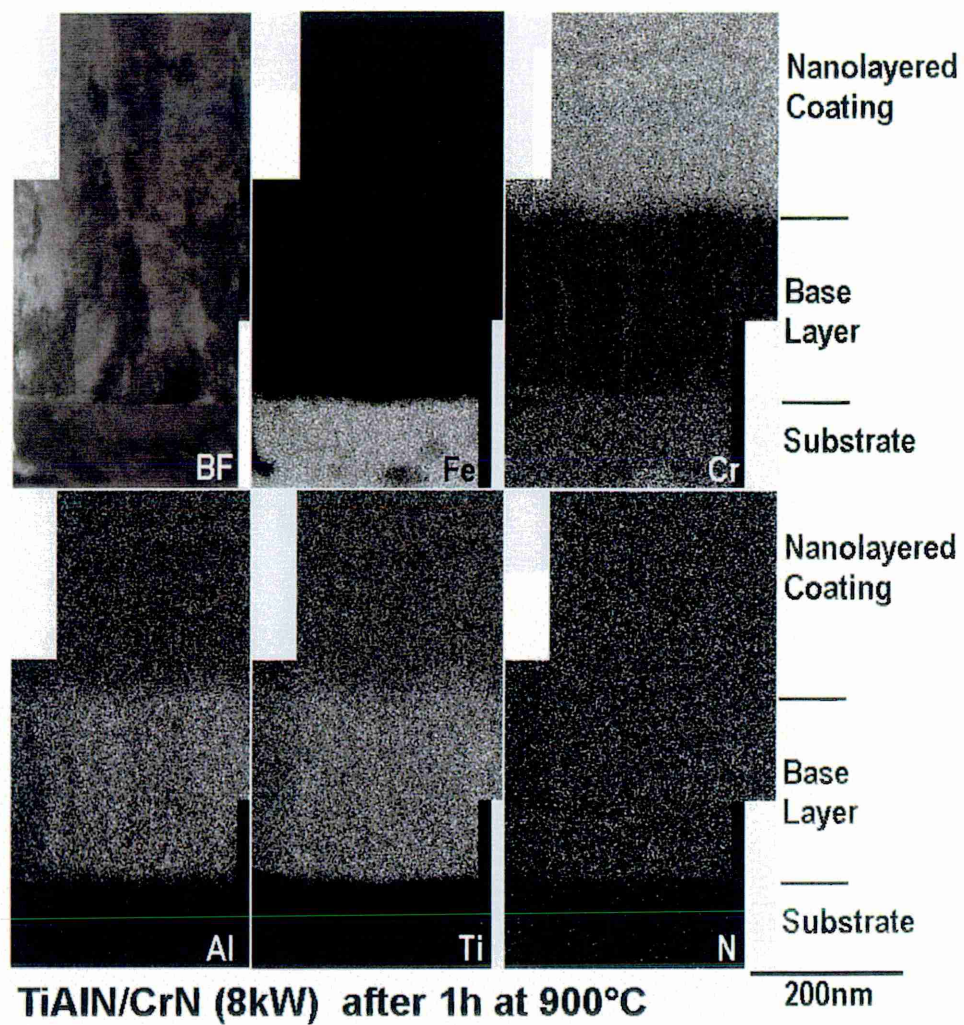 Nanolayered
Coating
Base
Layer
Substrate
BF
Fe
Cr
Nanolayered
Coating
Base
Layer
Substrate
Al
Ti
N
TiAlN/CrN (8kW) after 1h at 900°C
200nm